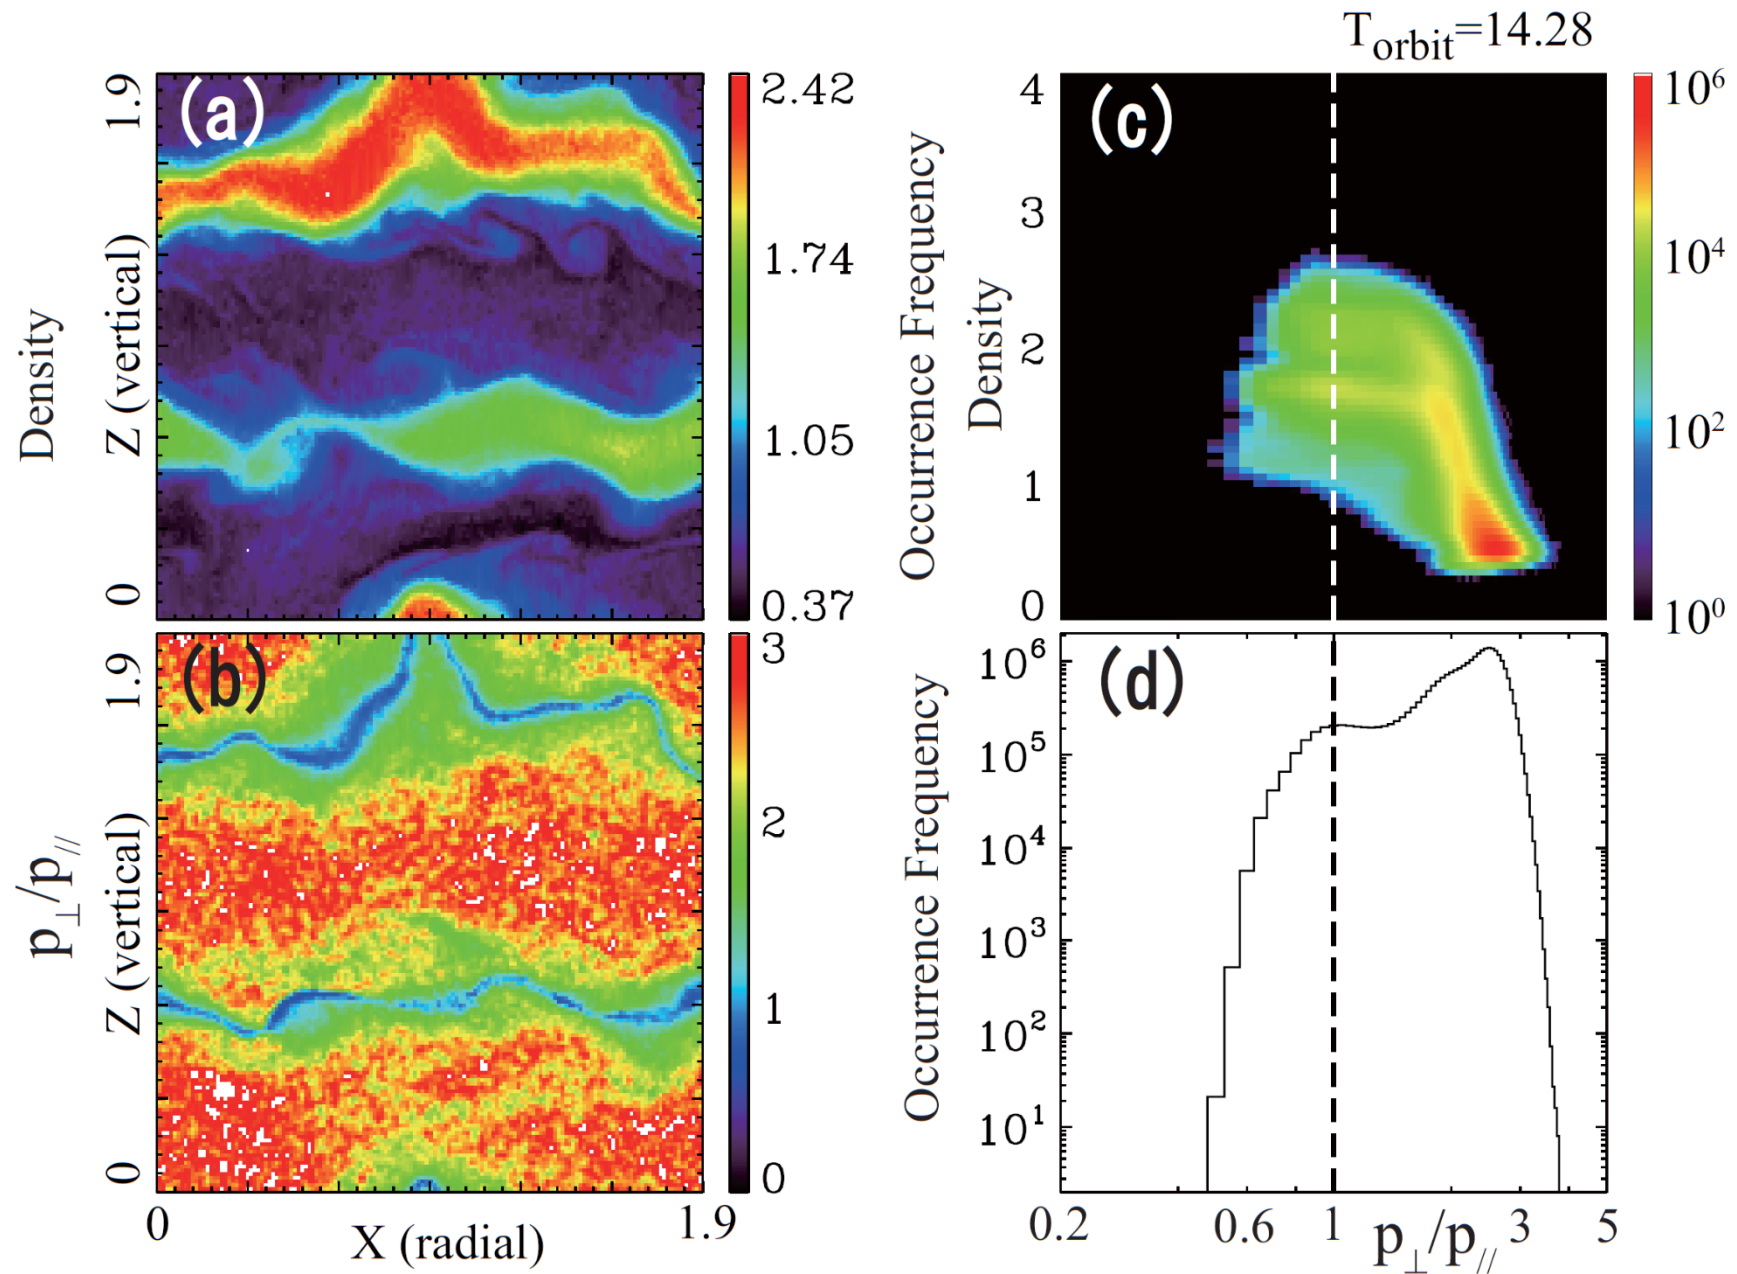 T_orbit=14.28
(a)
Density
Z (vertical)
1.9
0
2.42
1.74
1.05
0.37
(b)
p⊥/p//
Z (vertical)
1.9
0
3
2
1
0
0
X (radial)
1.9
(c)
Occurrence Frequency
Density
4
3
2
1
0
10^6
10^4
10^2
10^0
(d)
Occurrence Frequency
10^6
10^5
10^4
10^3
10^2
10^1
0.2
0.6
1
p⊥/p//
3
5